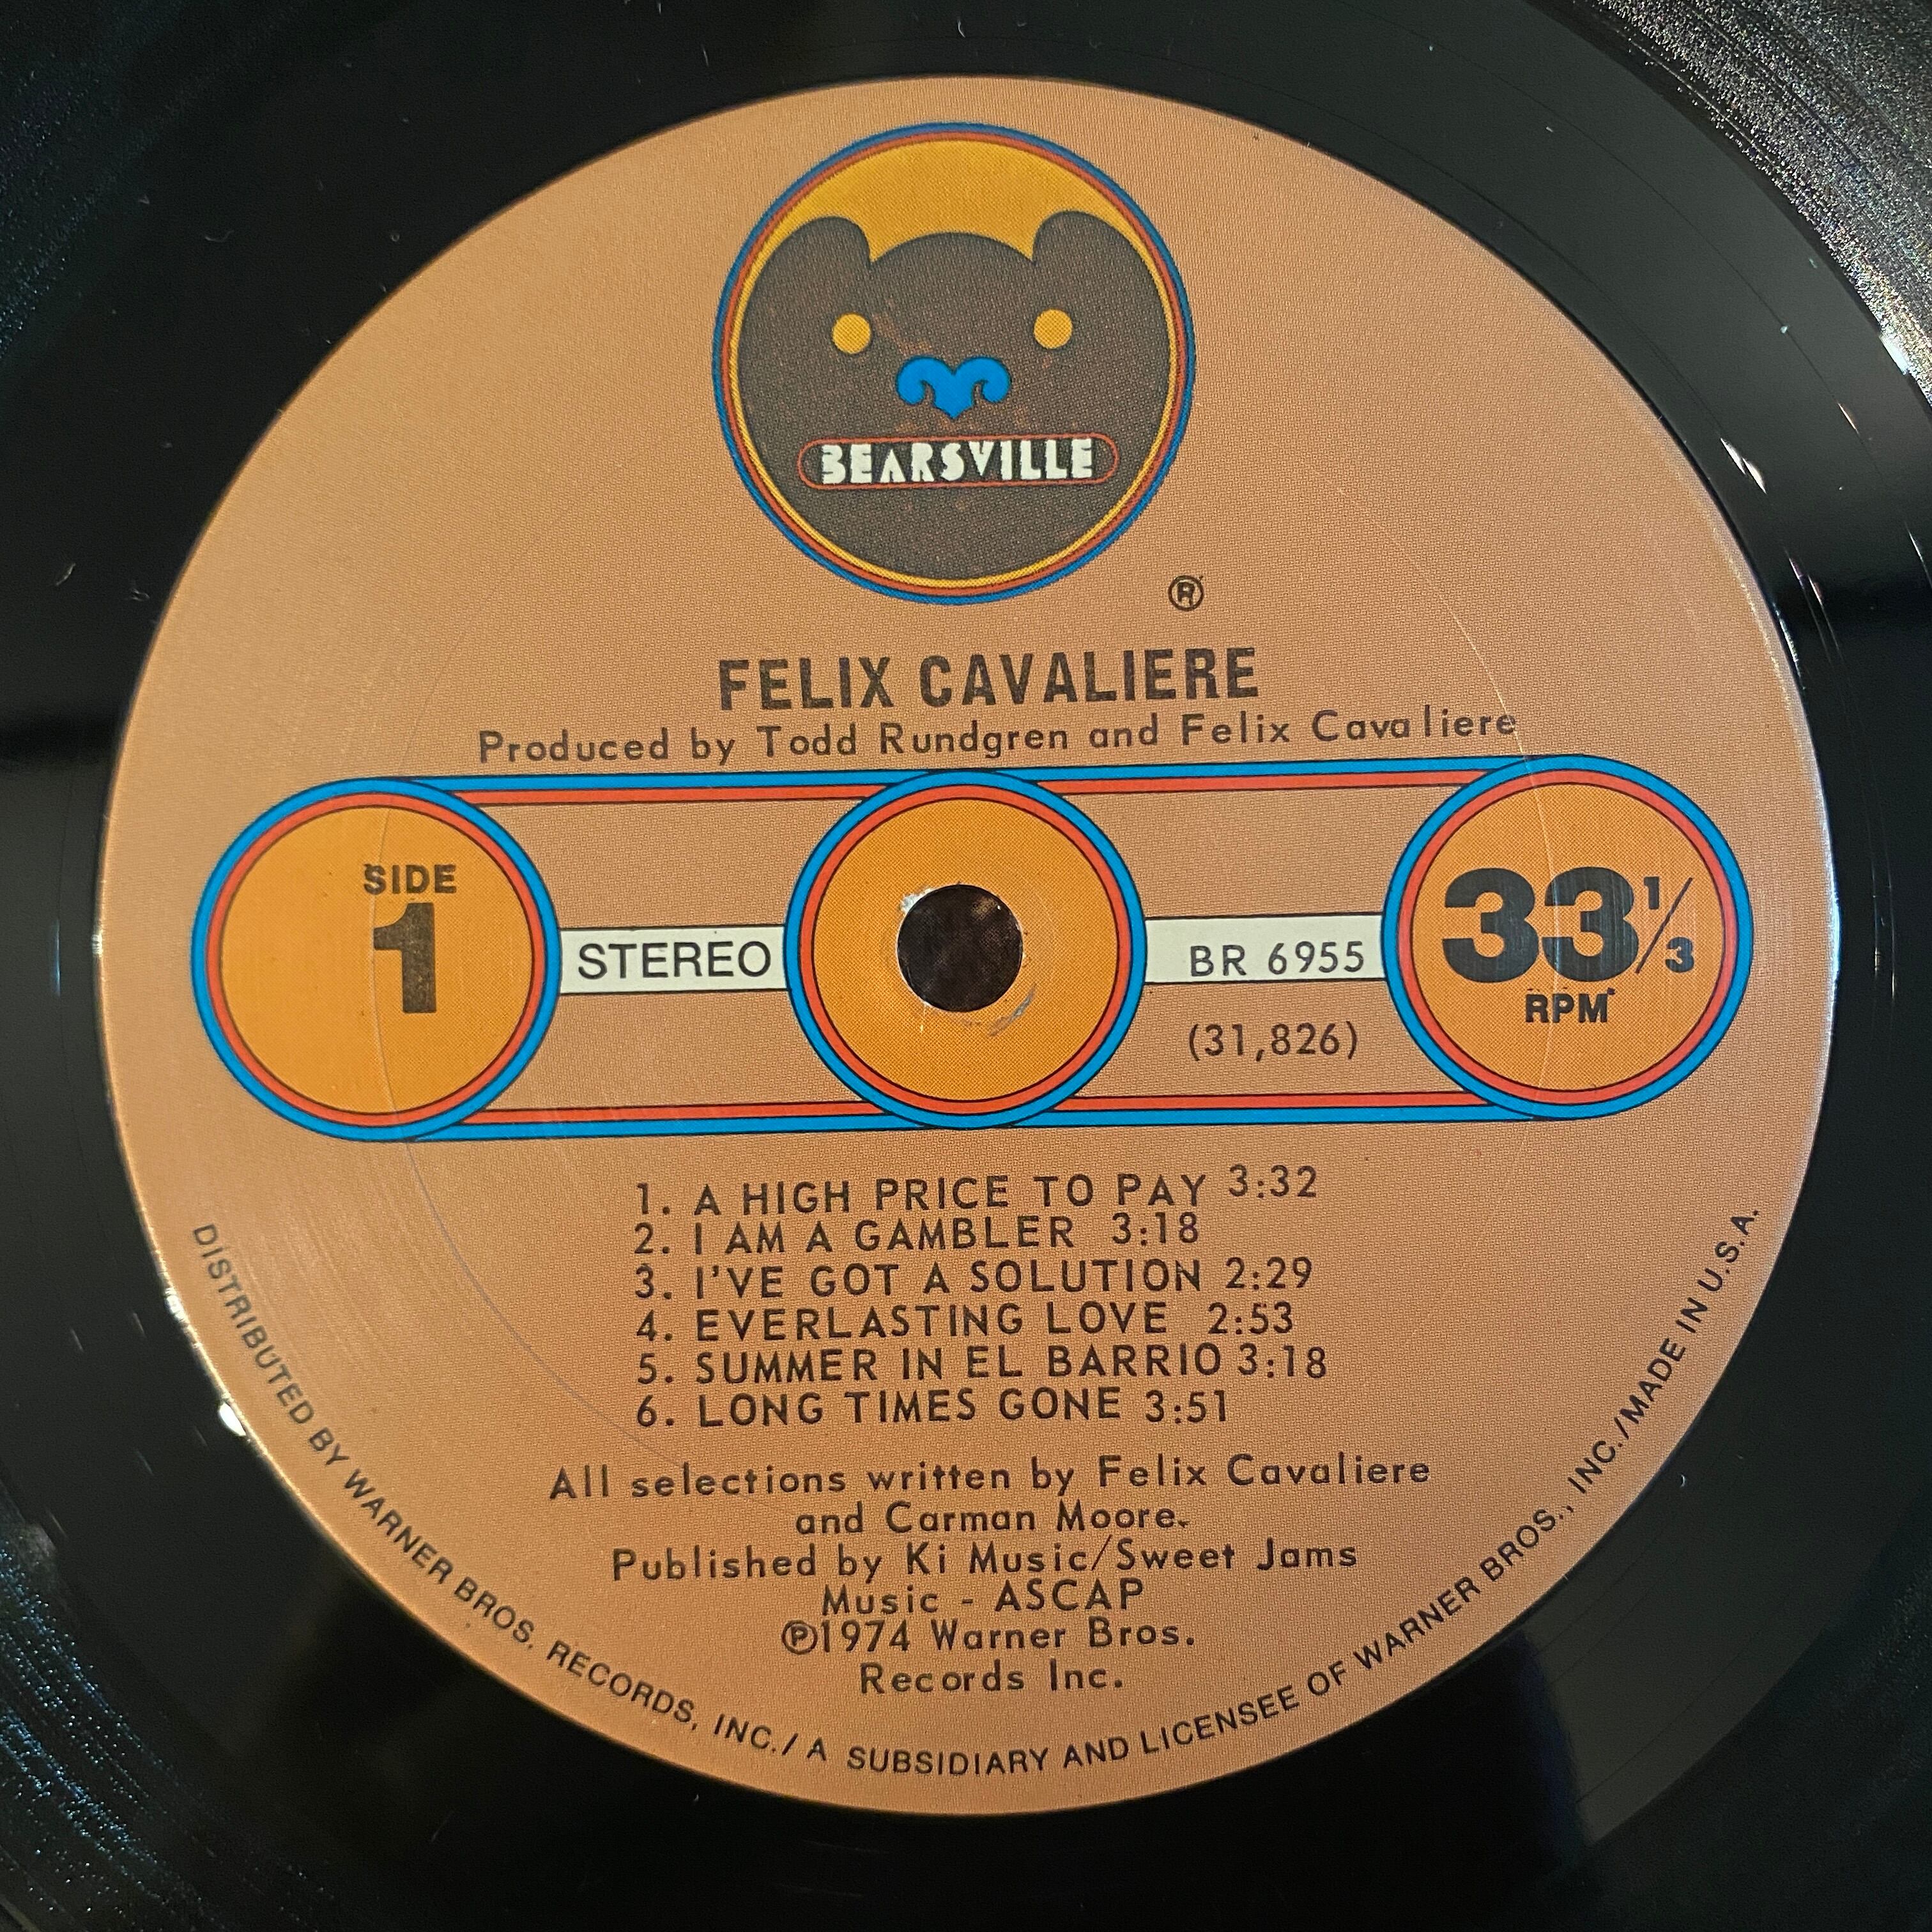 BEARSVILLE
®
FELIX CAVALIERE
Produced by Todd Rundgren and Felix Cavaliere
SIDE
1
STEREO
BR 6955
(31,826)
33 1/3
RPM
1. A HIGH PRICE TO PAY 3:32
2. I AM A GAMBLER 3:18
3. I'VE GOT A SOLUTION 2:29
4. EVERLASTING LOVE 2:53
5. SUMMER IN EL BARRIO 3:18
6. LONG TIMES GONE 3:51
All selections written by Felix Cavaliere
and Carman Moore.
Published by Ki Music/Sweet Jams
Music - ASCAP
℗1974 Warner Bros.
Records Inc.
DISTRIBUTED BY WARNER BROS. RECORDS, INC./ A SUBSIDIARY AND LICENSEE OF WARNER BROS., INC./MADE IN U.S.A.